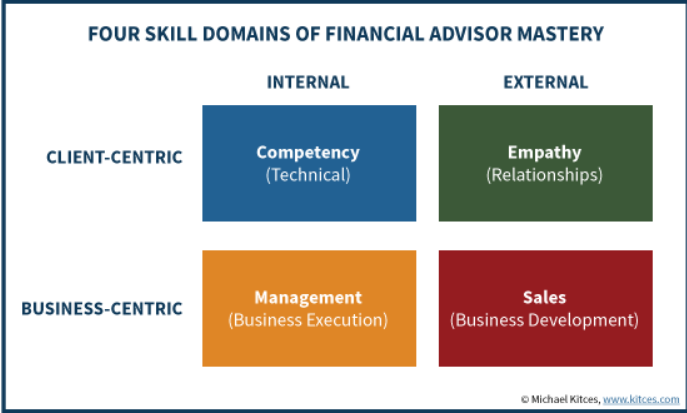 FOUR SKILL DOMAINS OF FINANCIAL ADVISOR MASTERY
INTERNAL
EXTERNAL
CLIENT-CENTRIC
Competency
(Technical)
Empathy
(Relationships)
BUSINESS-CENTRIC
Management
(Business Execution)
Sales
(Business Development)
© Michael Kitces, www.kitces.com